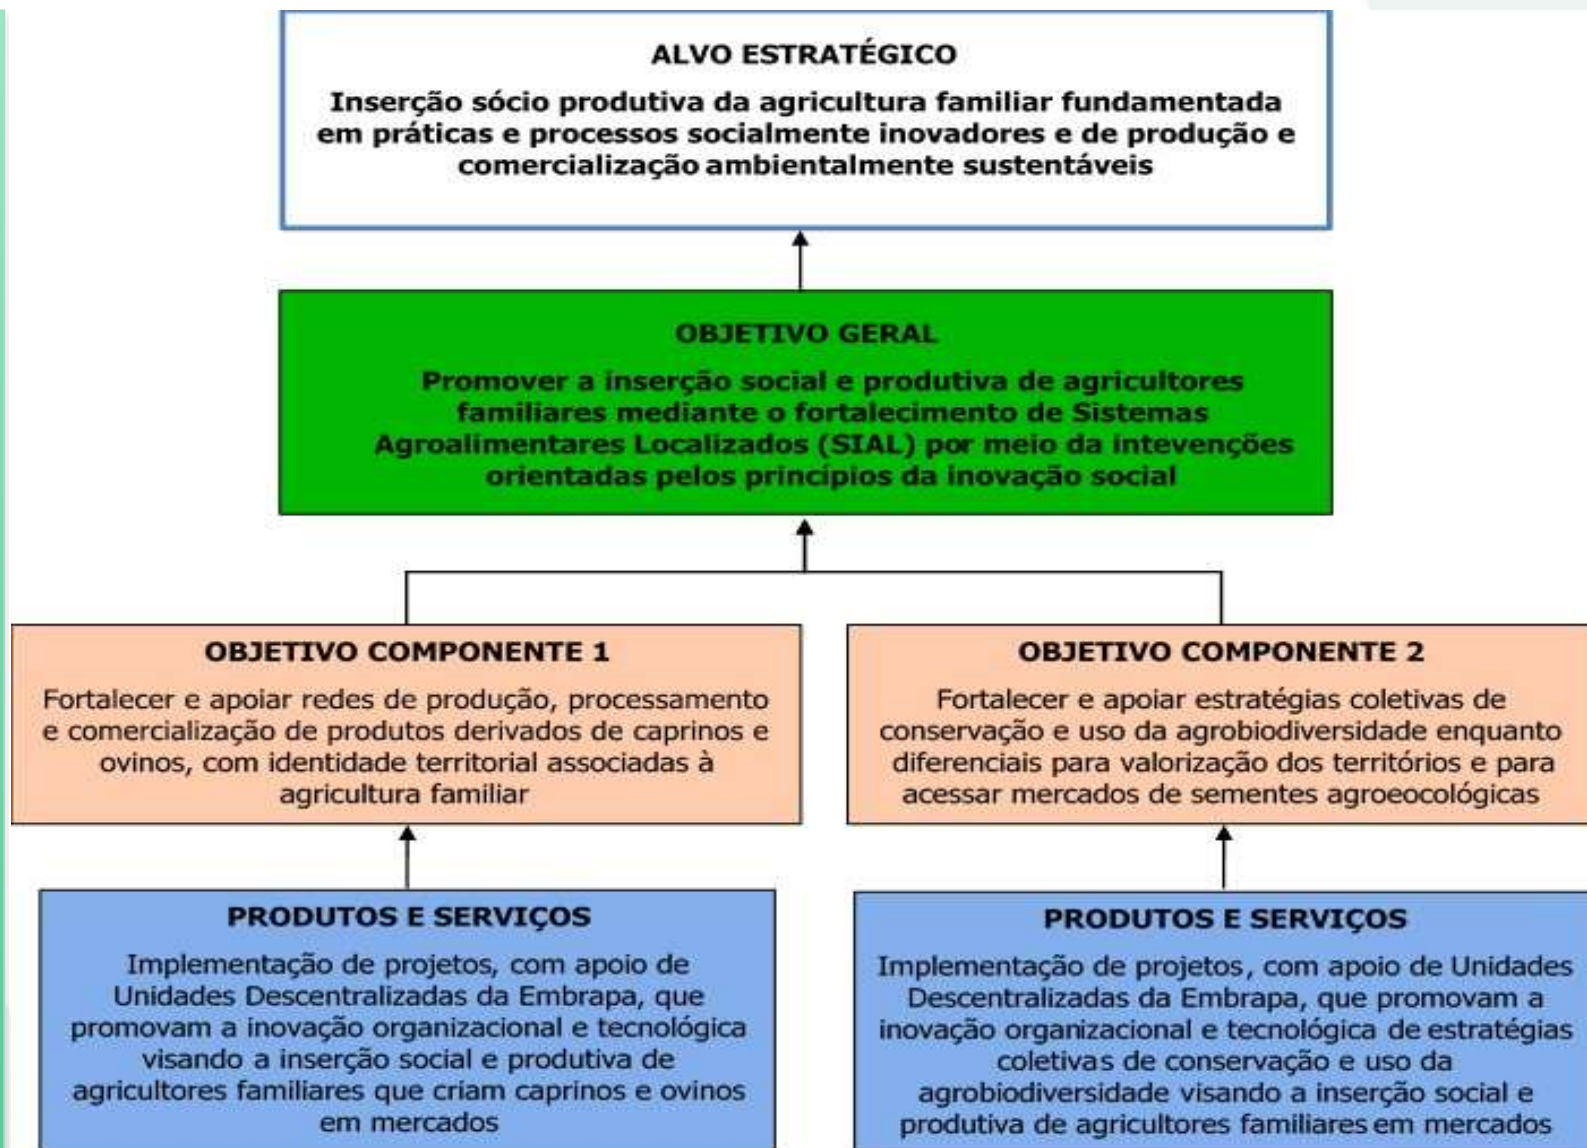 ALVO ESTRATÉGICO
Inserção sócio produtiva da agricultura familiar fundamentada
em práticas e processos socialmente inovadores e de produção e
comercialização ambientalmente sustentáveis
OBJETIVO GERAL
Promover a inserção social e produtiva de agricultores
familiares mediante o fortalecimento de Sistemas
Agroalimentares Localizados (SIAL) por meio da intevenções
orientadas pelos princípios da inovação social
OBJETIVO COMPONENTE 1
Fortalecer e apoiar redes de produção, processamento
e comercialização de produtos derivados de caprinos e
ovinos, com identidade territorial associadas à
agricultura familiar
OBJETIVO COMPONENTE 2
Fortalecer e apoiar estratégias coletivas de
conservação e uso da agrobiodiversidade enquanto
diferenciais para valorização dos territórios e para
acessar mercados de sementes agroeocológicas
PRODUTOS E SERVIÇOS
Implementação de projetos, com apoio de
Unidades Descentralizadas da Embrapa, que
promovam a inovação organizacional e tecnológica
visando a inserção social e produtiva de
agricultores familiares que criam caprinos e ovinos
em mercados
PRODUTOS E SERVIÇOS
Implementação de projetos, com apoio de Unidades
Descentralizadas da Embrapa, que promovam a
inovação organizacional e tecnológica de estratégias
coletivas de conservação e uso da
agrobiodiversidade visando a inserção social e
produtiva de agricultores familiares em mercados